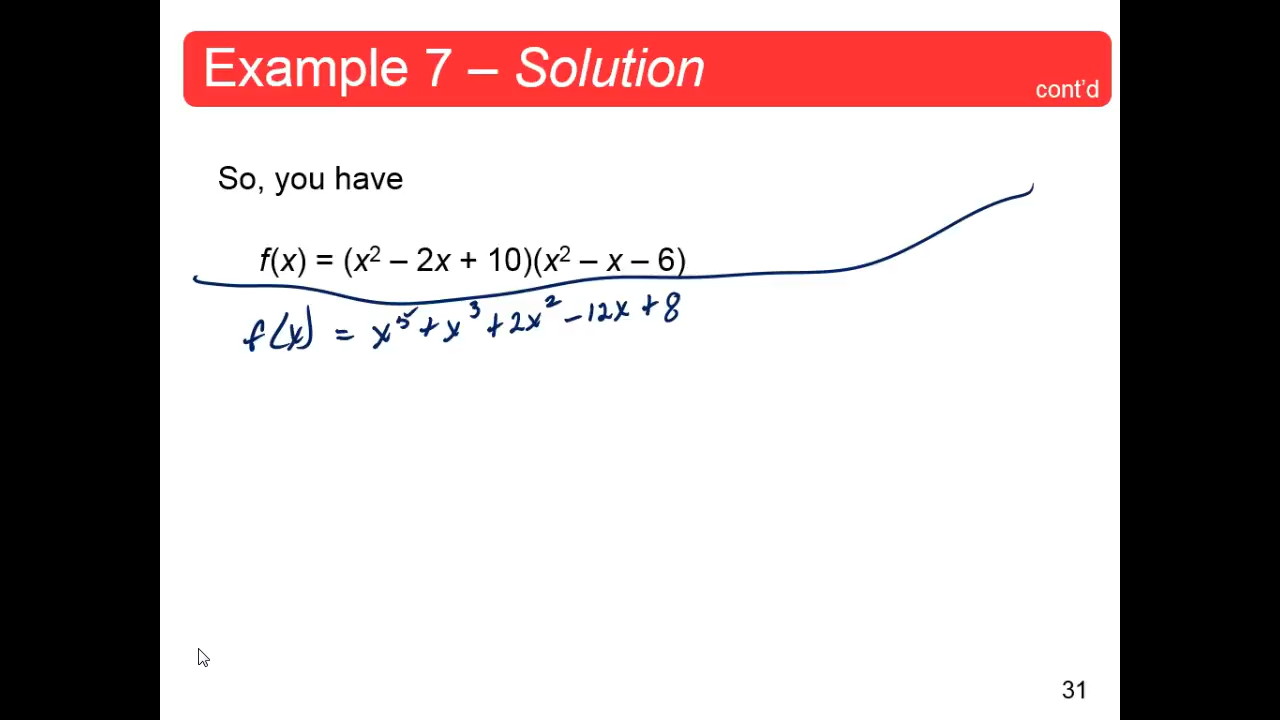 Example 7 – Solution
cont'd
So, you have
f(x) = (x² – 2x + 10)(x² – x – 6)
f(x) = x⁵ + x³ + 2x² – 12x + 8
31